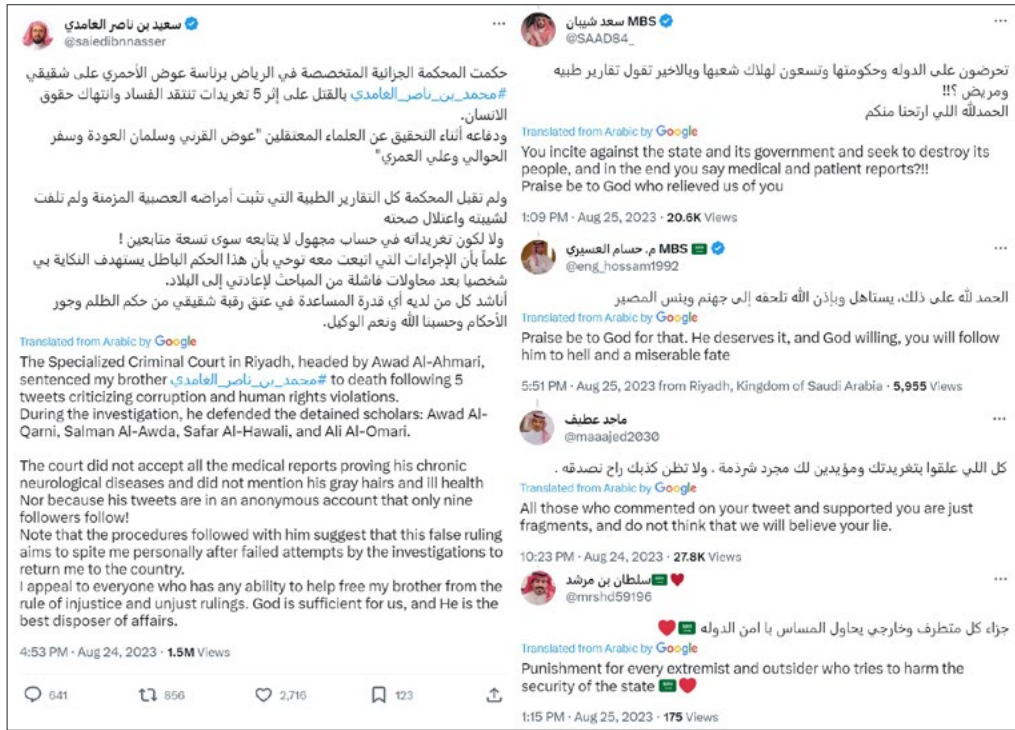 سعيد بن ناصر الغامدي
@saiedibnnasser
حكمت المحكمة الجزائية المتخصصة في الرياض برئاسة عوض الأحمري على شقيقي
#محمد_بن_ناصر_الغامدي بالقتل على إثر 5 تغريدات تنتقد الفساد وانتهاك حقوق
الانسان.
ودفاعه أثناء التحقيق عن العلماء المعتقلين "عوض القرني وسلمان العودة وسفر
الحوالي وعلي العمري"
ولم تقبل المحكمة كل التقارير الطبية التي تثبت أمراضه العصبية المزمنة ولم تلفت
لشيبته واعتلال صحته
ولا لكون تغريداته في حساب مجهول لا يتابعه سوى تسعة متابعين !
علماً بأن الإجراءات التي اتبعت معه توحي بأن هذا الحكم الباطل يستهدف النكاية بي
شخصيا بعد محاولات فاشلة من المباحث لإعادتي إلى البلاد.
أناشد كل من لديه أي قدرة المساعدة في عتق رقبة شقيقي من حكم الظلم وجور
الأحكام وحسبنا الله ونعم الوكيل.
Translated from Arabic by Google
The Specialized Criminal Court in Riyadh, headed by Awad Al-Ahmari,
sentenced my brother #محمد_بن_ناصر_الغامدي to death following 5
tweets criticizing corruption and human rights violations.
During the investigation, he defended the detained scholars: Awad Al-
Qarni, Salman Al-Awda, Safar Al-Hawali, and Ali Al-Omari.
The court did not accept all the medical reports proving his chronic
neurological diseases and did not mention his gray hairs and ill health
Nor because his tweets are in an anonymous account that only nine
followers follow!
Note that the procedures followed with him suggest that this false ruling
aims to spite me personally after failed attempts by the investigations to
return me to the country.
I appeal to everyone who has any ability to help free my brother from the
rule of injustice and unjust rulings. God is sufficient for us, and He is the
best disposer of affairs.
4:53 PM · Aug 24, 2023 · 1.5M Views
641 856 2,716 123
سعد شيبان MBS
@SAAD84_
تحرضون على الدوله وحكومتها وتسعون لهلاك شعبها وبالاخير تقول تقارير طبيه
ومريض ؟!!
الحمدلله اللي ارتحنا منكم
Translated from Arabic by Google
You incite against the state and its government and seek to destroy its
people, and in the end you say medical and patient reports?!!
Praise be to God who relieved us of you
1:09 PM · Aug 25, 2023 · 20.6K Views
م. حسام العسيري MBS
@eng_hossam1992
الحمد لله على ذلك، يستاهل وبإذن الله تلحقه إلى جهنم وبئس المصير
Translated from Arabic by Google
Praise be to God for that. He deserves it, and God willing, you will follow
him to hell and a miserable fate
5:51 PM · Aug 25, 2023 from Riyadh, Kingdom of Saudi Arabia · 5,955 Views
ماجد عطيف
@maaajed2030
كل اللي علقوا بتغريدتك ومؤيدين لك مجرد شرذمة ، ولا تظن كذبك راح نصدقه .
Translated from Arabic by Google
All those who commented on your tweet and supported you are just
fragments, and do not think that we will believe your lie.
10:23 PM · Aug 24, 2023 · 27.8K Views
سلطان بن مرشد
@mrshd59196
جزاء كل متطرف وخارجي يحاول المساس با امن الدوله 🇸🇦❤️
Translated from Arabic by Google
Punishment for every extremist and outsider who tries to harm the
security of the state 🇸🇦❤️
1:15 PM · Aug 25, 2023 · 175 Views